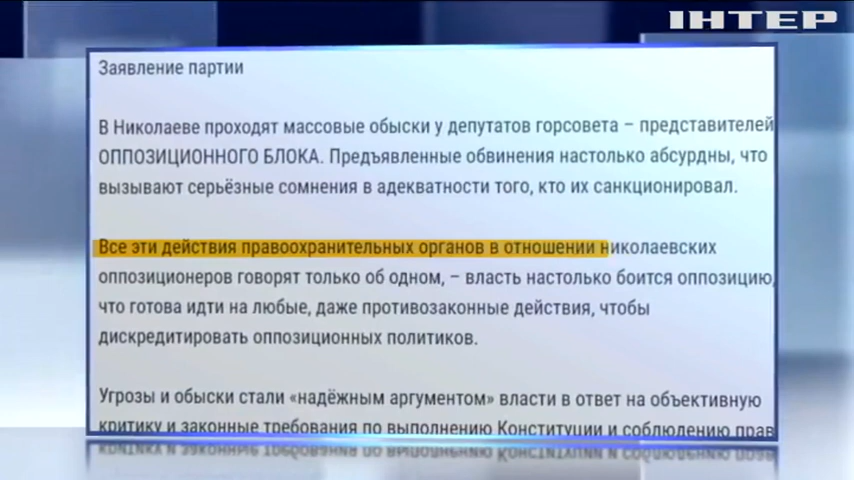 ІНТЕР
Заявление партии
В Николаеве проходят массовые обыски у депутатов горсовета – представителей
ОППОЗИЦИОННОГО БЛОКА. Предъявленные обвинения настолько абсурдны, что
вызывают серьёзные сомнения в адекватности того, кто их санкционировал.
Все эти действия правоохранительных органов в отношении николаевских
оппозиционеров говорят только об одном, – власть настолько боится оппозицию,
что готова идти на любые, даже противозаконные действия, чтобы
дискредитировать оппозиционных политиков.
Угрозы и обыски стали «надёжным аргументом» власти в ответ на объективную
критику и законные требования по выполнению Конституции и соблюдению прав